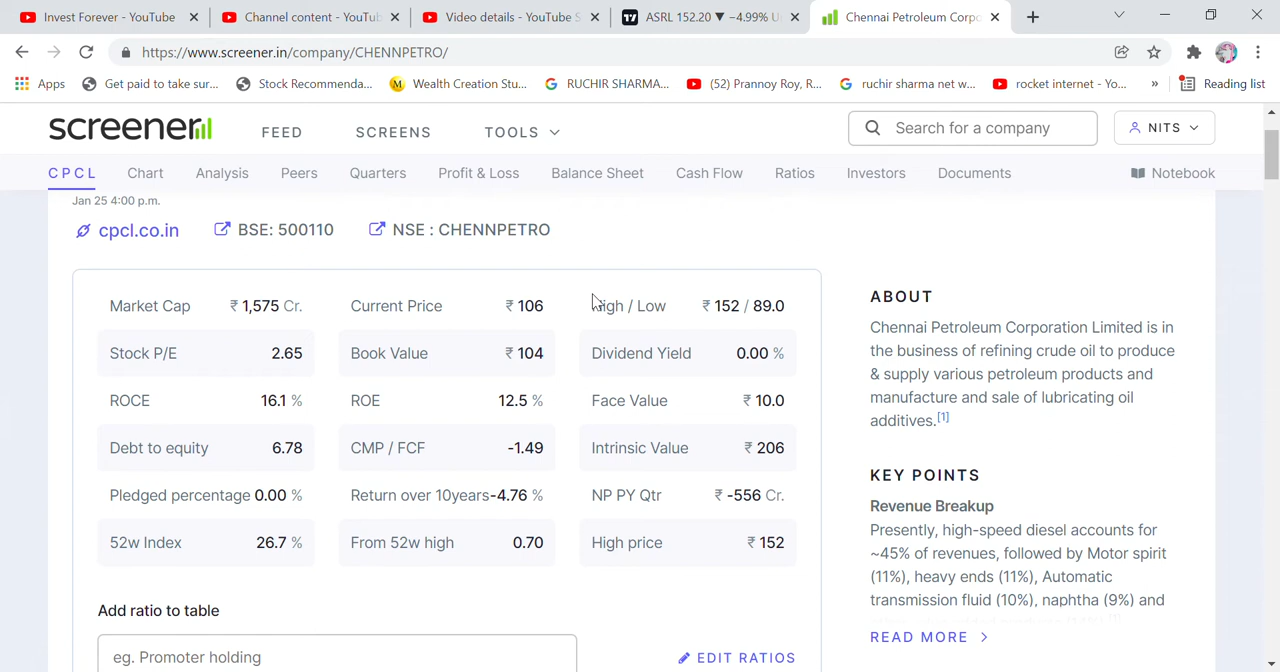 Invest Forever - YouTube
Channel content - YouTub
Video details - YouTube S
ASRL 152.20 ▼ −4.99% U
Chennai Petroleum Corpo
https://www.screener.in/company/CHENNPETRO/
Apps
Get paid to take sur...
Stock Recommenda...
Wealth Creation Stu...
RUCHIR SHARMA...
(52) Prannoy Roy, R...
ruchir sharma net w...
rocket internet - Yo...
»
Reading list
screener
FEED
SCREENS
TOOLS
Search for a company
NITS
CPCL
Chart
Analysis
Peers
Quarters
Profit & Loss
Balance Sheet
Cash Flow
Ratios
Investors
Documents
Notebook
Jan 25 4:00 p.m.
cpcl.co.in
BSE: 500110
NSE : CHENNPETRO
Market Cap ₹ 1,575 Cr.
Current Price ₹ 106
High / Low ₹ 152 / 89.0
Stock P/E 2.65
Book Value ₹ 104
Dividend Yield 0.00 %
ROCE 16.1 %
ROE 12.5 %
Face Value ₹ 10.0
Debt to equity 6.78
CMP / FCF -1.49
Intrinsic Value ₹ 206
Pledged percentage 0.00 %
Return over 10years -4.76 %
NP PY Qtr ₹ -556 Cr.
52w Index 26.7 %
From 52w high 0.70
High price ₹ 152
Add ratio to table
eg. Promoter holding
EDIT RATIOS
ABOUT
Chennai Petroleum Corporation Limited is in
the business of refining crude oil to produce
& supply various petroleum products and
manufacture and sale of lubricating oil
additives.[1]
KEY POINTS
Revenue Breakup
Presently, high-speed diesel accounts for
~45% of revenues, followed by Motor spirit
(11%), heavy ends (11%), Automatic
transmission fluid (10%), naphtha (9%) and
READ MORE